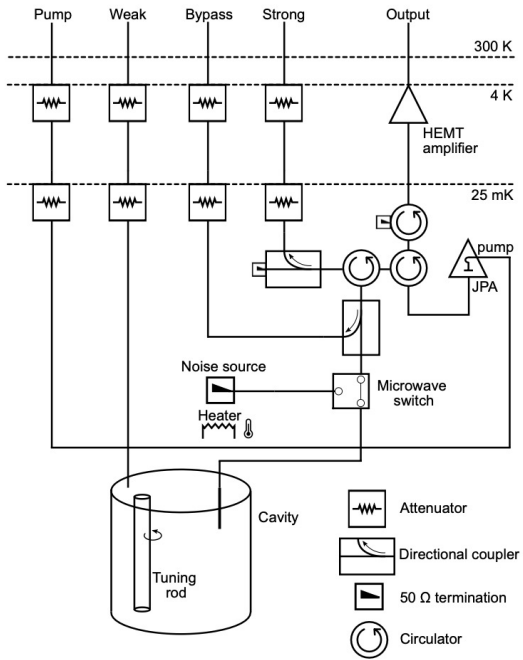 Pump Weak Bypass Strong Output
300 K
4 K
HEMT
amplifier
25 mK
pump
JPA
Noise source
Microwave
switch
Heater
Cavity
Tuning
rod
Attenuator
Directional coupler
50 Ω termination
Circulator